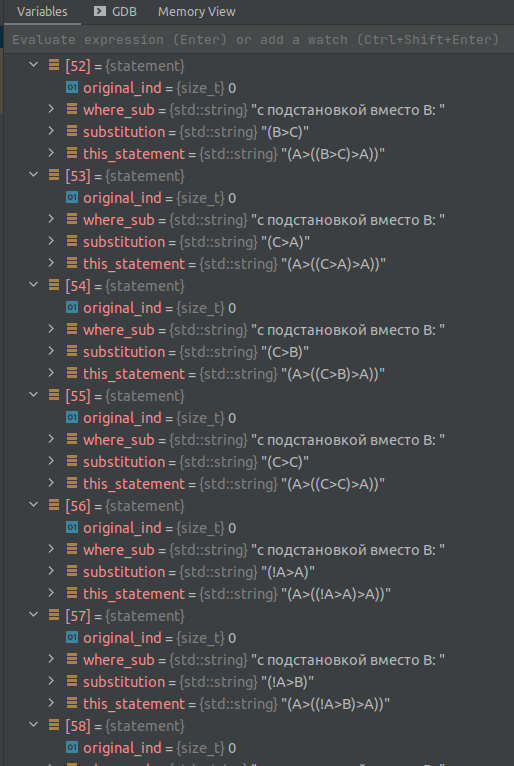 Variables GDB Memory View
Evaluate expression (Enter) or add a watch (Ctrl+Shift+Enter)
[52] = {statement}
original_ind = {size_t} 0
where_sub = {std::string} "с подстановкой вместо B: "
substitution = {std::string} "(B>C)"
this_statement = {std::string} "(A>((B>C)>A))"
[53] = {statement}
original_ind = {size_t} 0
where_sub = {std::string} "с подстановкой вместо B: "
substitution = {std::string} "(C>A)"
this_statement = {std::string} "(A>((C>A)>A))"
[54] = {statement}
original_ind = {size_t} 0
where_sub = {std::string} "с подстановкой вместо B: "
substitution = {std::string} "(C>B)"
this_statement = {std::string} "(A>((C>B)>A))"
[55] = {statement}
original_ind = {size_t} 0
where_sub = {std::string} "с подстановкой вместо B: "
substitution = {std::string} "(C>C)"
this_statement = {std::string} "(A>((C>C)>A))"
[56] = {statement}
original_ind = {size_t} 0
where_sub = {std::string} "с подстановкой вместо B: "
substitution = {std::string} "(!A>A)"
this_statement = {std::string} "(A>((!A>A)>A))"
[57] = {statement}
original_ind = {size_t} 0
where_sub = {std::string} "с подстановкой вместо B: "
substitution = {std::string} "(!A>B)"
this_statement = {std::string} "(A>((!A>B)>A))"
[58] = {statement}
original_ind = {size_t} 0